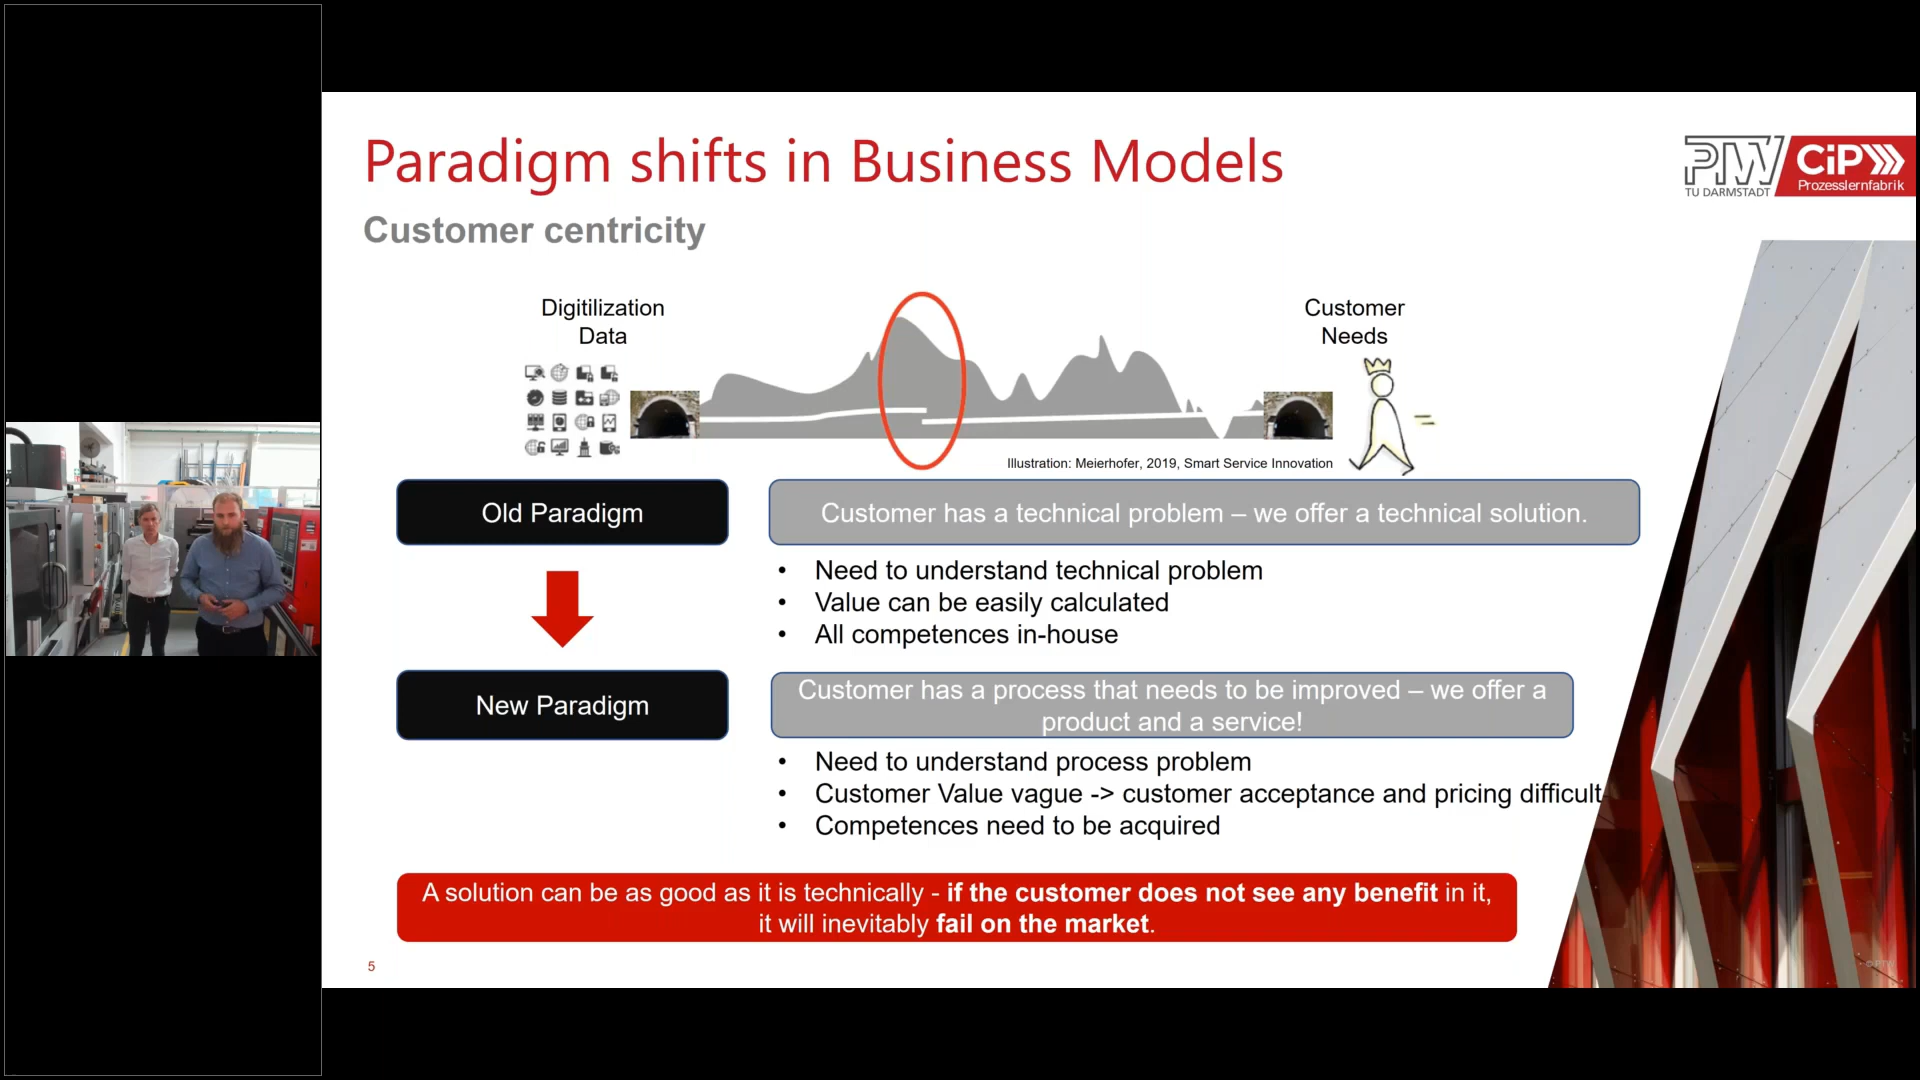 Paradigm shifts in Business Models
Customer centricity
PTW
TU DARMSTADT
CiP
Prozesslernfabrik
Digitilization
Data
Customer
Needs
Illustration: Meierhofer, 2019, Smart Service Innovation
Old Paradigm
Customer has a technical problem – we offer a technical solution.
• Need to understand technical problem
• Value can be easily calculated
• All competences in-house
New Paradigm
Customer has a process that needs to be improved – we offer a
product and a service!
• Need to understand process problem
• Customer Value vague -> customer acceptance and pricing difficult
• Competences need to be acquired
A solution can be as good as it is technically - if the customer does not see any benefit in it,
it will inevitably fail on the market.
5
© PTW